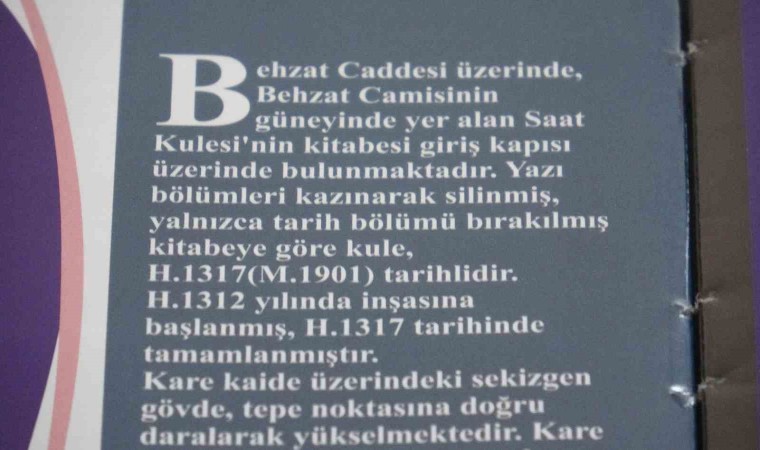 Behzat Caddesi üzerinde,
Behzat Camisinin
güneyinde yer alan Saat
Kulesi'nin kitabesi giriş kapısı
üzerinde bulunmaktadır. Yazı
bölümleri kazınarak silinmiş,
yalnızca tarih bölümü bırakılmış
kitabeye göre kule,
H.1317(M.1901) tarihlidir.
H.1312 yılında inşasına
başlanmış, H.1317 tarihinde
tamamlanmıştır.
Kare kaide üzerindeki sekizgen
gövde, tepe noktasına doğru
daralarak yükselmektedir. Kare